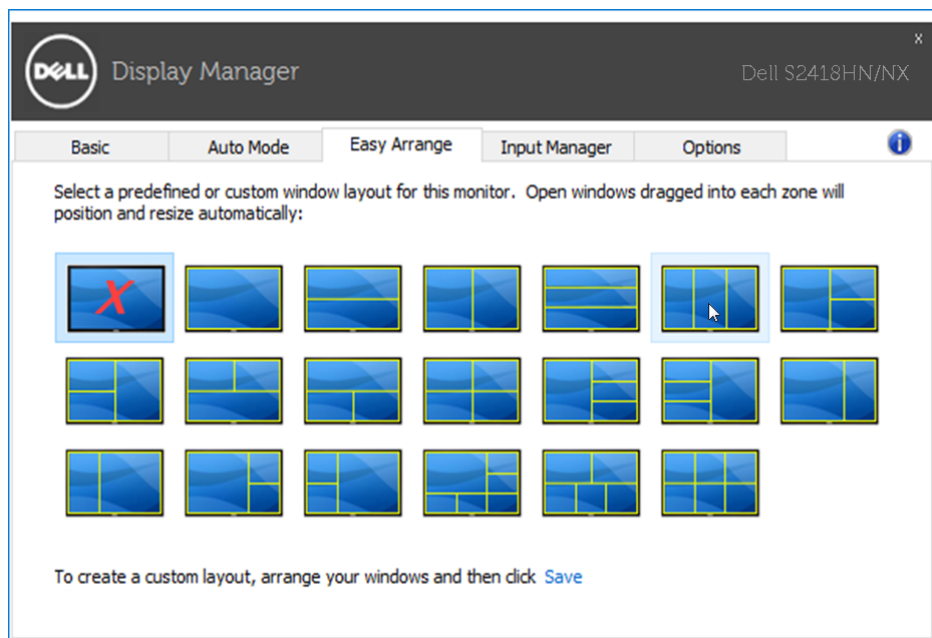 DELL Display Manager
x
Dell S2418HN/NX
Basic Auto Mode Easy Arrange Input Manager Options i
Select a predefined or custom window layout for this monitor. Open windows dragged into each zone will
position and resize automatically:
X
To create a custom layout, arrange your windows and then click Save